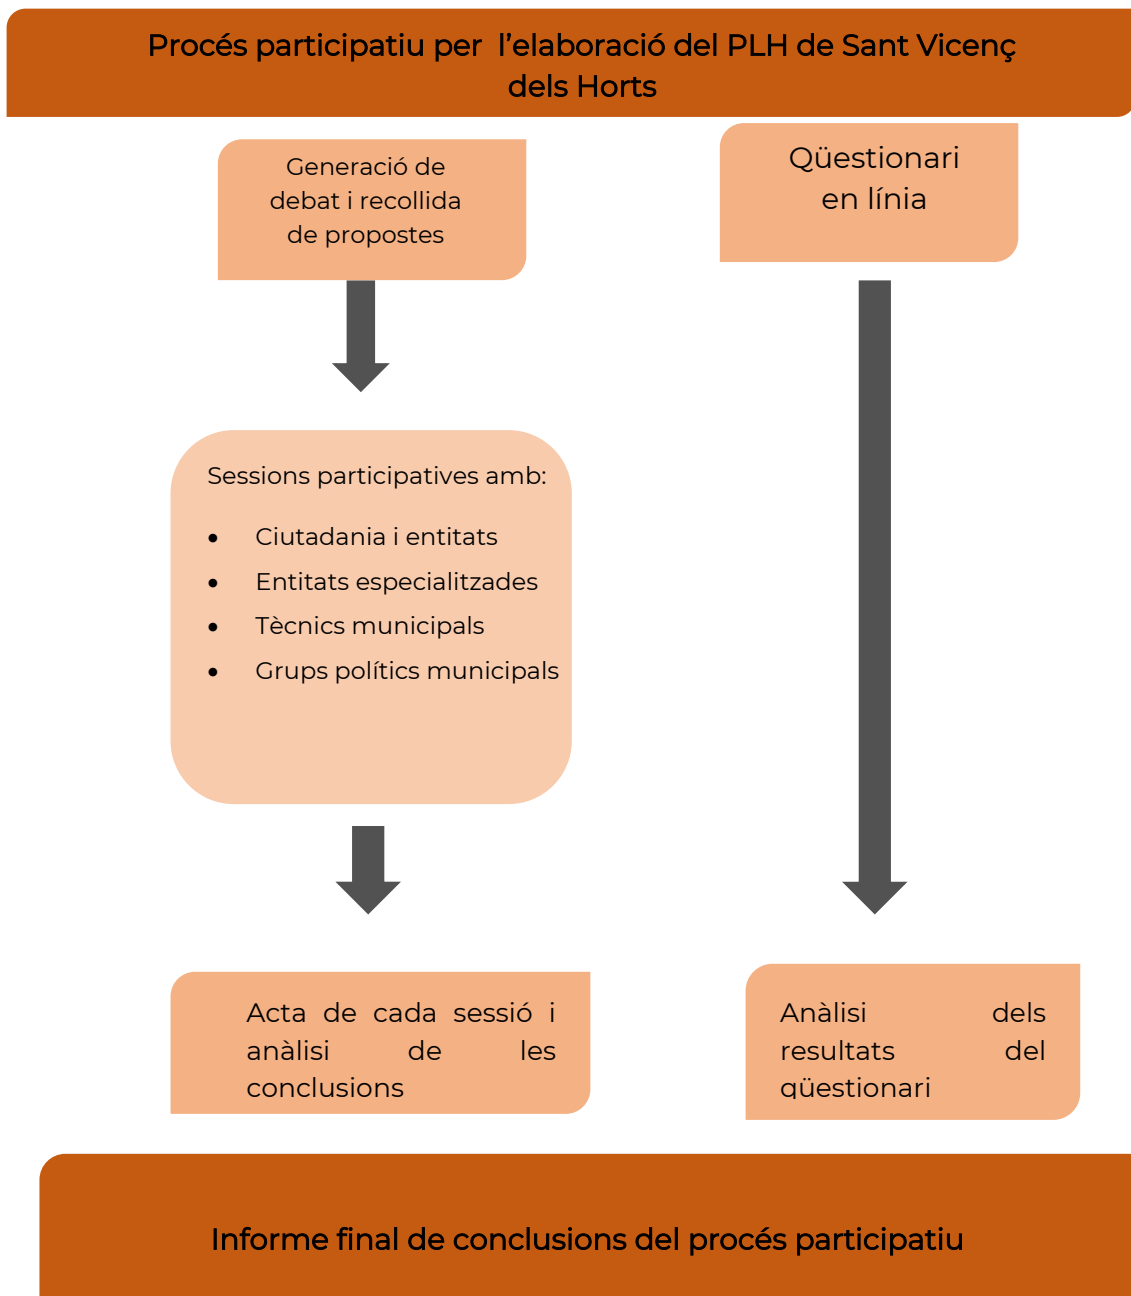 Procés participatiu per l’elaboració del PLH de Sant Vicenç
dels Horts
Generació de
debat i recollida
de propostes
Qüestionari
en línia
Sessions participatives amb:
• Ciutadania i entitats
• Entitats especialitzades
• Tècnics municipals
• Grups polítics municipals
Acta de cada sessió i
anàlisi de les
conclusions
Anàlisi dels
resultats del
qüestionari
Informe final de conclusions del procés participatiu